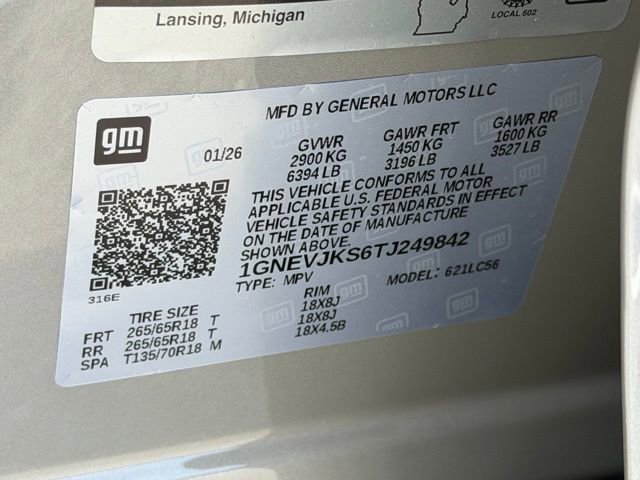 Lansing, Michigan
LOCAL 602
MFD BY GENERAL MOTORS LLC
gm
01/26
GVWR GAWR FRT GAWR RR
2900 KG 1450 KG 1600 KG
6394 LB 3196 LB 3527 LB
THIS VEHICLE CONFORMS TO ALL
APPLICABLE U.S. FEDERAL MOTOR
VEHICLE SAFETY STANDARDS IN EFFECT
ON THE DATE OF MANUFACTURE
SHOWN ABOVE.
1GNEVJKS6TJ249842
TYPE: MPV MODEL: 621LC56
316E
TIRE SIZE RIM
FRT 265/65R18 T 18X8J
RR 265/65R18 T 18X8J
SPA T135/70R18 M 18X4.5B